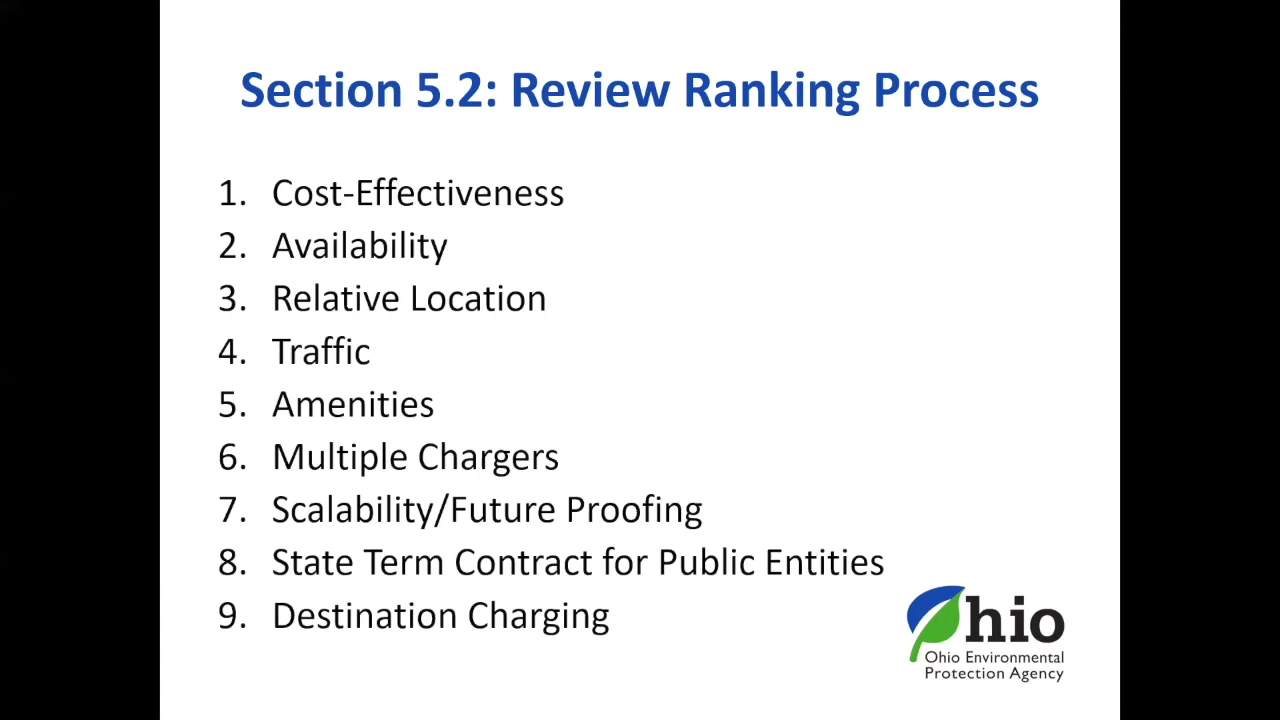 Section 5.2: Review Ranking Process
1. Cost-Effectiveness
2. Availability
3. Relative Location
4. Traffic
5. Amenities
6. Multiple Chargers
7. Scalability/Future Proofing
8. State Term Contract for Public Entities
9. Destination Charging
Ohio
Ohio Environmental
Protection Agency